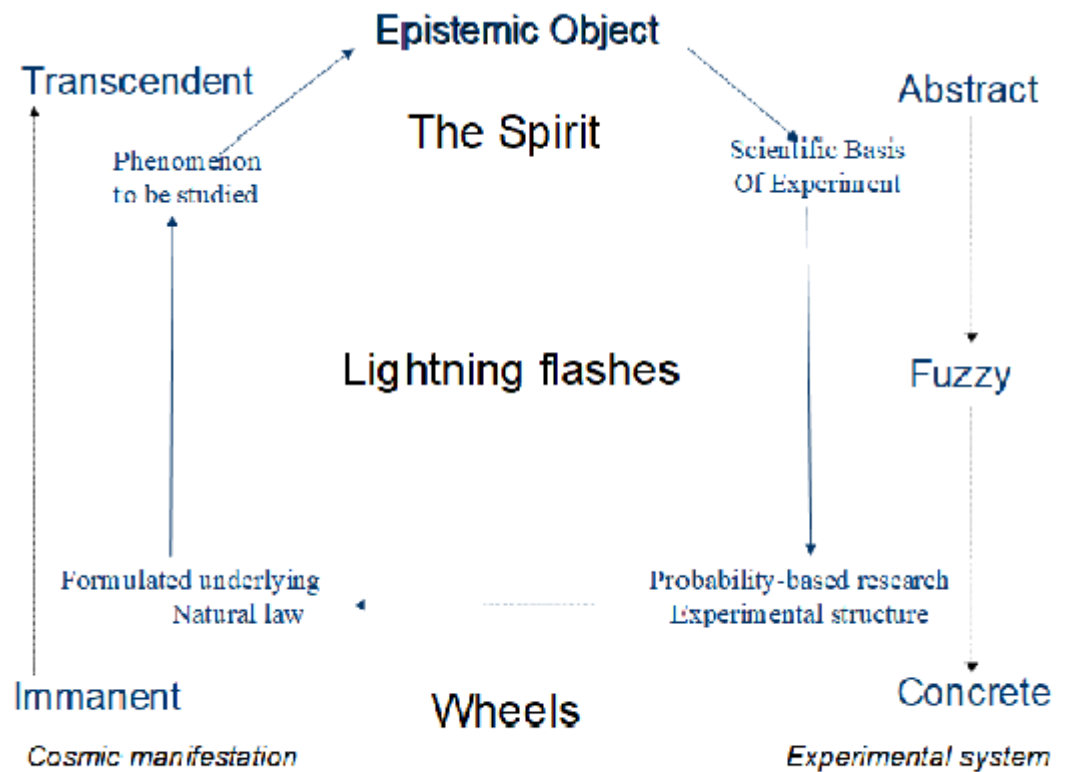 Epistemic Object
Transcendent
Abstract
The Spirit
Phenomenon
to be studied
Scientific Basis
Of Experiment
Lightning flashes
Fuzzy
Formulated underlying
Natural law
Probability-based research
Experimental structure
Immanent
Wheels
Concrete
Cosmic manifestation
Experimental system